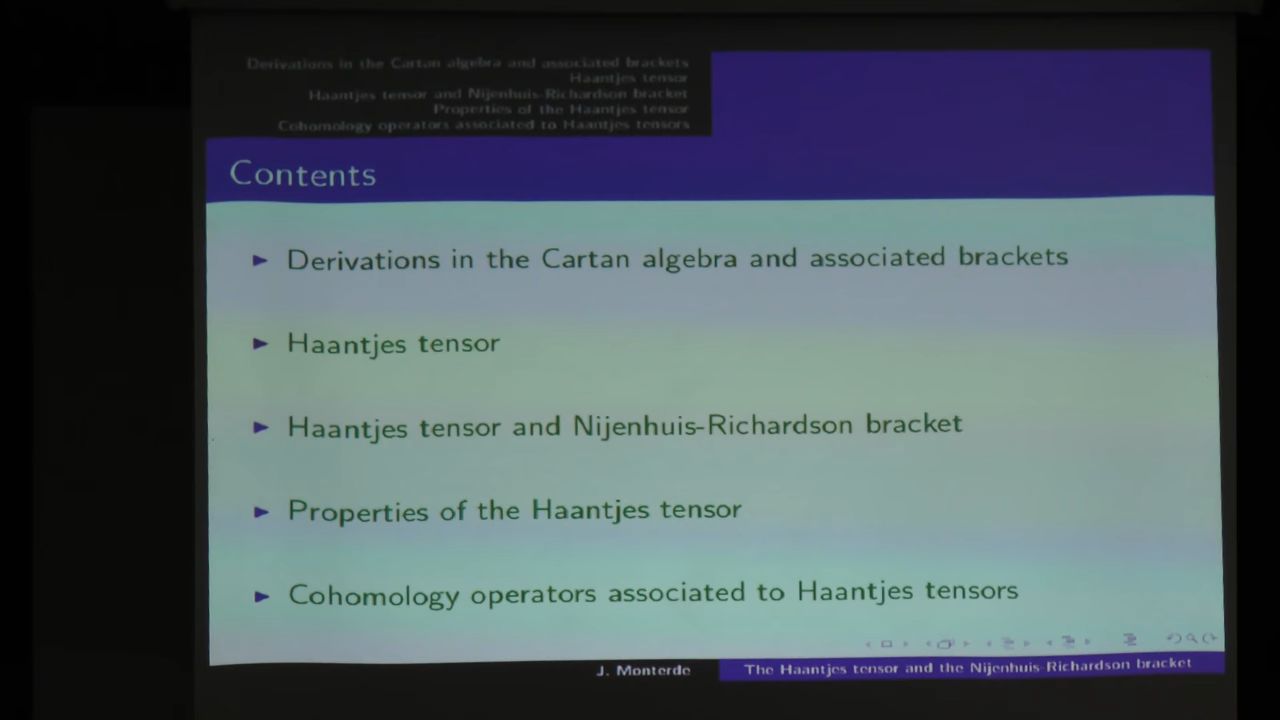 Derivations in the Cartan algebra and associated brackets
Haantjes tensor
Haantjes tensor and Nijenhuis-Richardson bracket
Properties of the Haantjes tensor
Cohomology operators associated to Haantjes tensors
Contents
Derivations in the Cartan algebra and associated brackets
Haantjes tensor
Haantjes tensor and Nijenhuis-Richardson bracket
Properties of the Haantjes tensor
Cohomology operators associated to Haantjes tensors
J. Monterde
The Haantjes tensor and the Nijenhuis-Richardson bracket